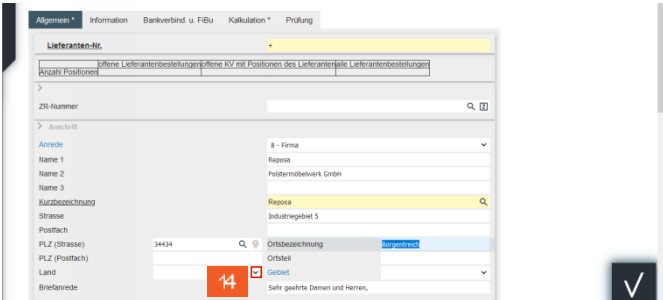 Allgemein * Information Bankverbind. u. FiBu Kalkulation * Prüfung
Lieferanten-Nr. +
offene Lieferantenbestellungen offene KV mit Positionen des Lieferanten alle Lieferantenbestellungen
Anzahl Positionen
ZR-Nummer
Anschrift
Anrede 8 - Firma
Name 1 Reposa
Name 2 Polstermöbelwerk GmbH
Name 3
Kurzbezeichnung Reposa
Strasse Industriegebiet 5
Postfach
PLZ (Strasse) 34434 Ortsbezeichnung Borgentreich
PLZ (Postfach) Ortsteil
Land 14 Gebiet
Briefanrede Sehr geehrte Damen und Herren,